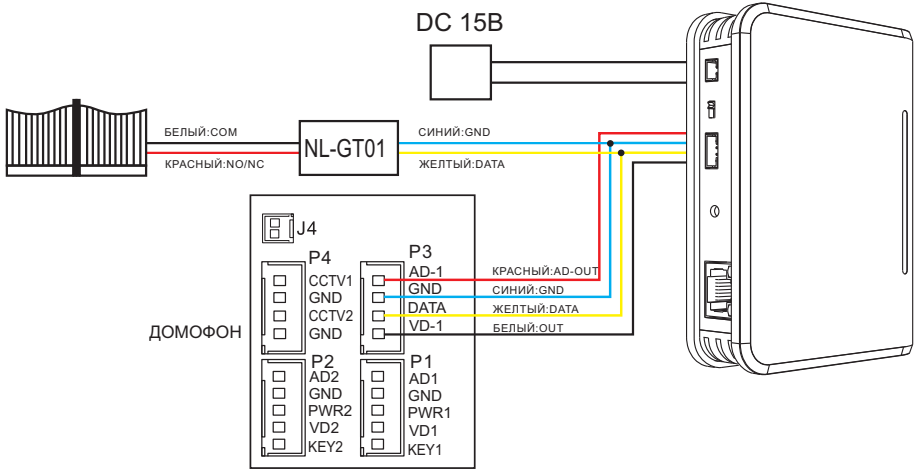 DC 15В
БЕЛЫЙ:COM
КРАСНЫЙ:NO/NC
NL-GT01
СИНИЙ:GND
ЖЕЛТЫЙ:DATA
J4
P4
CCTV1
GND
CCTV2
GND
P3
AD-1
GND
DATA
VD-1
КРАСНЫЙ:AD-OUT
СИНИЙ:GND
ЖЕЛТЫЙ:DATA
БЕЛЫЙ:OUT
ДОМОФОН
P2
AD2
GND
PWR2
VD2
KEY2
P1
AD1
GND
PWR1
VD1
KEY1